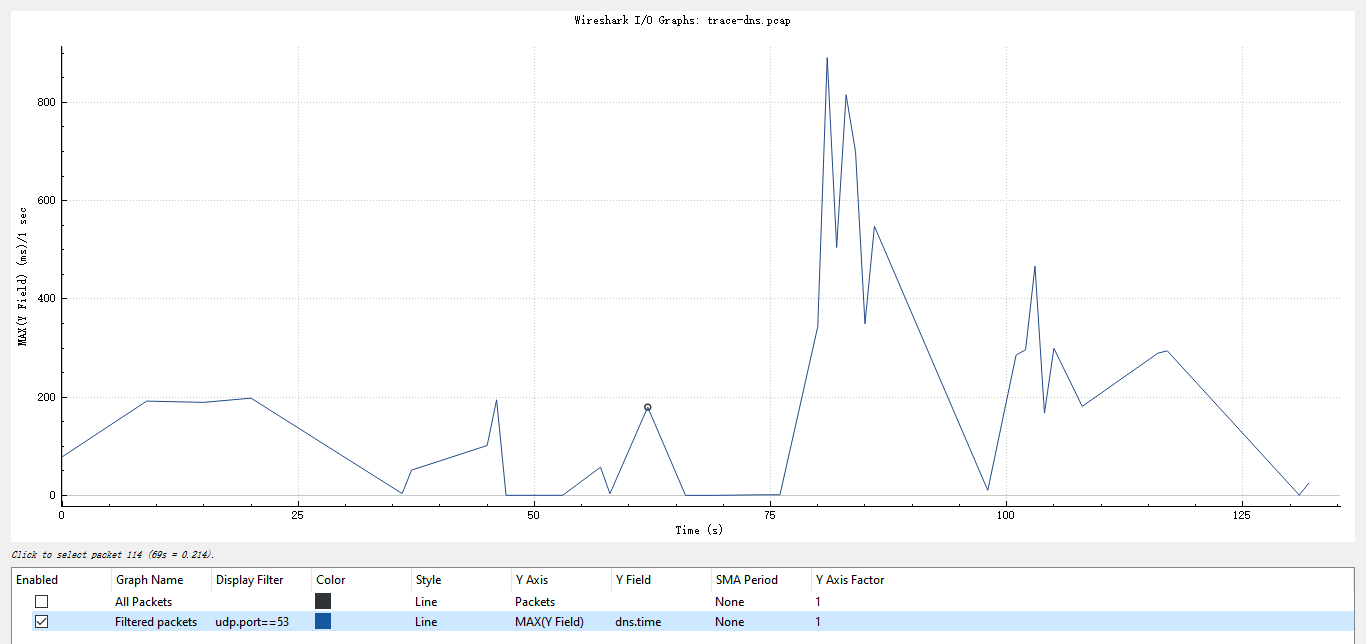 Wireshark I/O Graphs: trace-dns.pcap
MAX(Y Field) (ms)/1 sec
800
600
400
200
0
0 25 50 75 100 125
Time (s)
Click to select packet 114 (69s = 0.214).
Enabled Graph Name Display Filter Color Style Y Axis Y Field SMA Period Y Axis Factor
All Packets Line Packets None 1
Filtered packets udp.port==53 Line MAX(Y Field) dns.time None 1